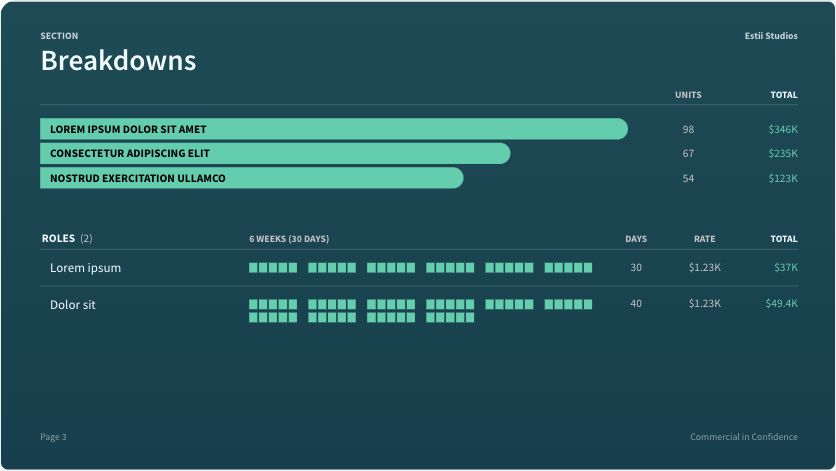 SECTION Estii Studios
Breakdowns
UNITS TOTAL
LOREM IPSUM DOLOR SIT AMET 98 $346K
CONSECTETUR ADIPISCING ELIT 67 $235K
NOSTRUD EXERCITATION ULLAMCO 54 $123K
ROLES (2) 6 WEEKS (30 DAYS) DAYS RATE TOTAL
Lorem ipsum 30 $1.23K $37K
Dolor sit 40 $1.23K $49.4K
Page 3 Commercial in Confidence